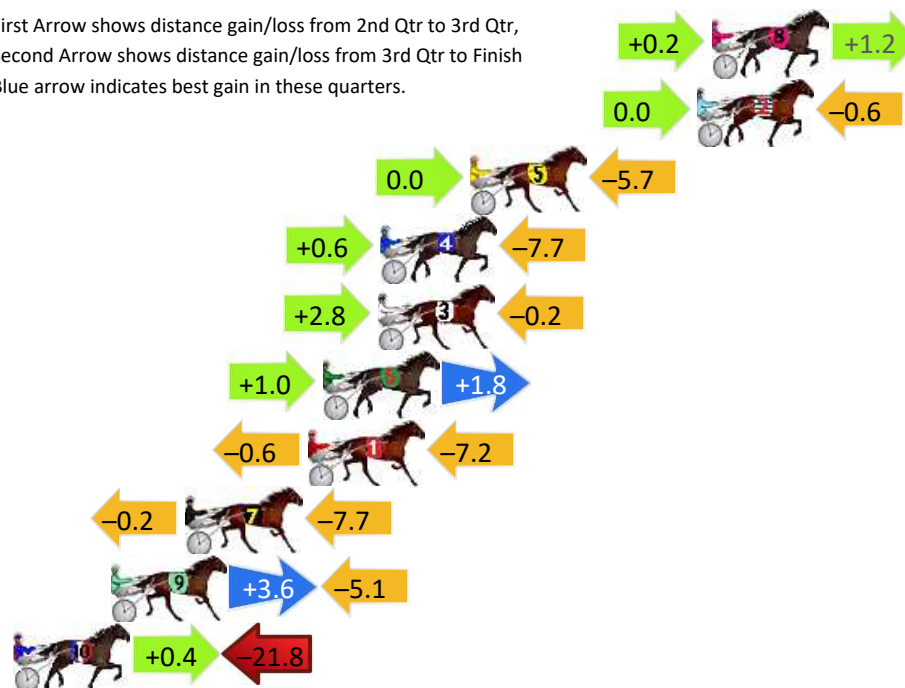 irst Arrow shows distance gain/loss from 2nd Qtr to 3rd Qtr,
econd Arrow shows distance gain/loss from 3rd Qtr to Finish
Blue arrow indicates best gain in these quarters.
+0.2 8 +1.2
0.0 –0.6
0.0 5 –5.7
+0.6 4 –7.7
+2.8 3 –0.2
+1.0 6 +1.8
–0.6 1 –7.2
–0.2 7 –7.7
9 +3.6 –5.1
10 +0.4 –21.8